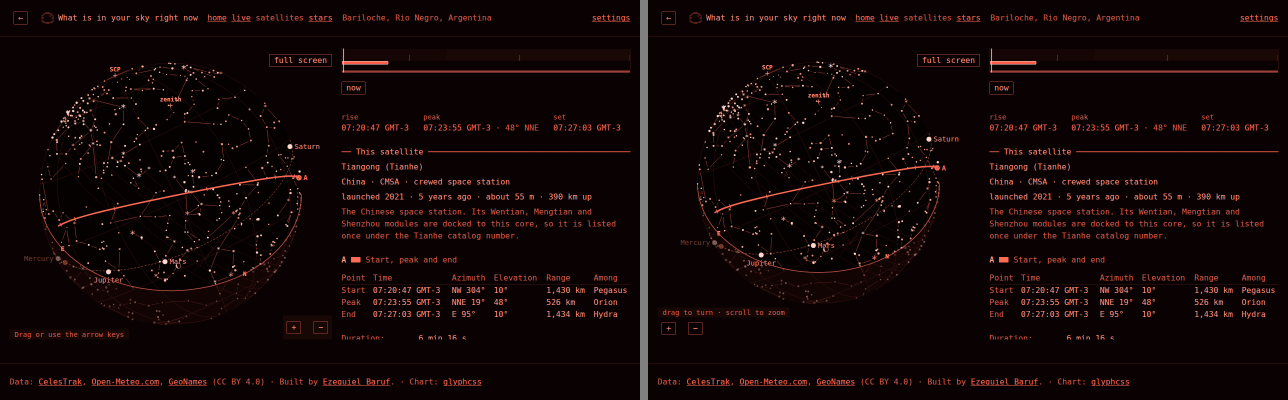 ← What is in your sky right now home live satellites stars Bariloche, Rio Negro, Argentina settings
full screen
SCP
zenith
Saturn
A
E
Mercury
Mars
Jupiter
N
Drag or use the arrow keys
+ −
now
rise peak set
07:20:47 GMT-3 07:23:55 GMT-3 · 48° NNE 07:27:03 GMT-3
This satellite
Tiangong (Tianhe)
China · CMSA · crewed space station
launched 2021 · 5 years ago · about 55 m · 390 km up
The Chinese space station. Its Wentian, Mengtian and
Shenzhou modules are docked to this core, so it is listed
once under the Tianhe catalog number.
A Start, peak and end
Point Time Azimuth Elevation Range Among
Start 07:20:47 GMT-3 NW 304° 10° 1,430 km Pegasus
Peak 07:23:55 GMT-3 NNE 19° 48° 526 km Orion
End 07:27:03 GMT-3 E 95° 10° 1,434 km Hydra
Duration: 6 min 16 s
Data: CelesTrak, Open-Meteo.com, GeoNames (CC BY 4.0) · Built by Ezequiel Baruf. · Chart: glyphcss
← What is in your sky right now home live satellites stars Bariloche, Rio Negro, Argentina settings
full screen
SCP
zenith
Saturn
A
E
Mercury
Mars
Jupiter
N
drag to turn · scroll to zoom
+ −
now
rise peak set
07:20:47 GMT-3 07:23:55 GMT-3 · 48° NNE 07:27:03 GMT-3
This satellite
Tiangong (Tianhe)
China · CMSA · crewed space station
launched 2021 · 5 years ago · about 55 m · 390 km up
The Chinese space station. Its Wentian, Mengtian and
Shenzhou modules are docked to this core, so it is listed
once under the Tianhe catalog number.
A Start, peak and end
Point Time Azimuth Elevation Range Among
Start 07:20:47 GMT-3 NW 304° 10° 1,430 km Pegasus
Peak 07:23:55 GMT-3 NNE 19° 48° 526 km Orion
End 07:27:03 GMT-3 E 95° 10° 1,434 km Hydra
Duration: 6 min 16 s
Data: CelesTrak, Open-Meteo.com, GeoNames (CC BY 4.0) · Built by Ezequiel Baruf. · Chart: glyphcss